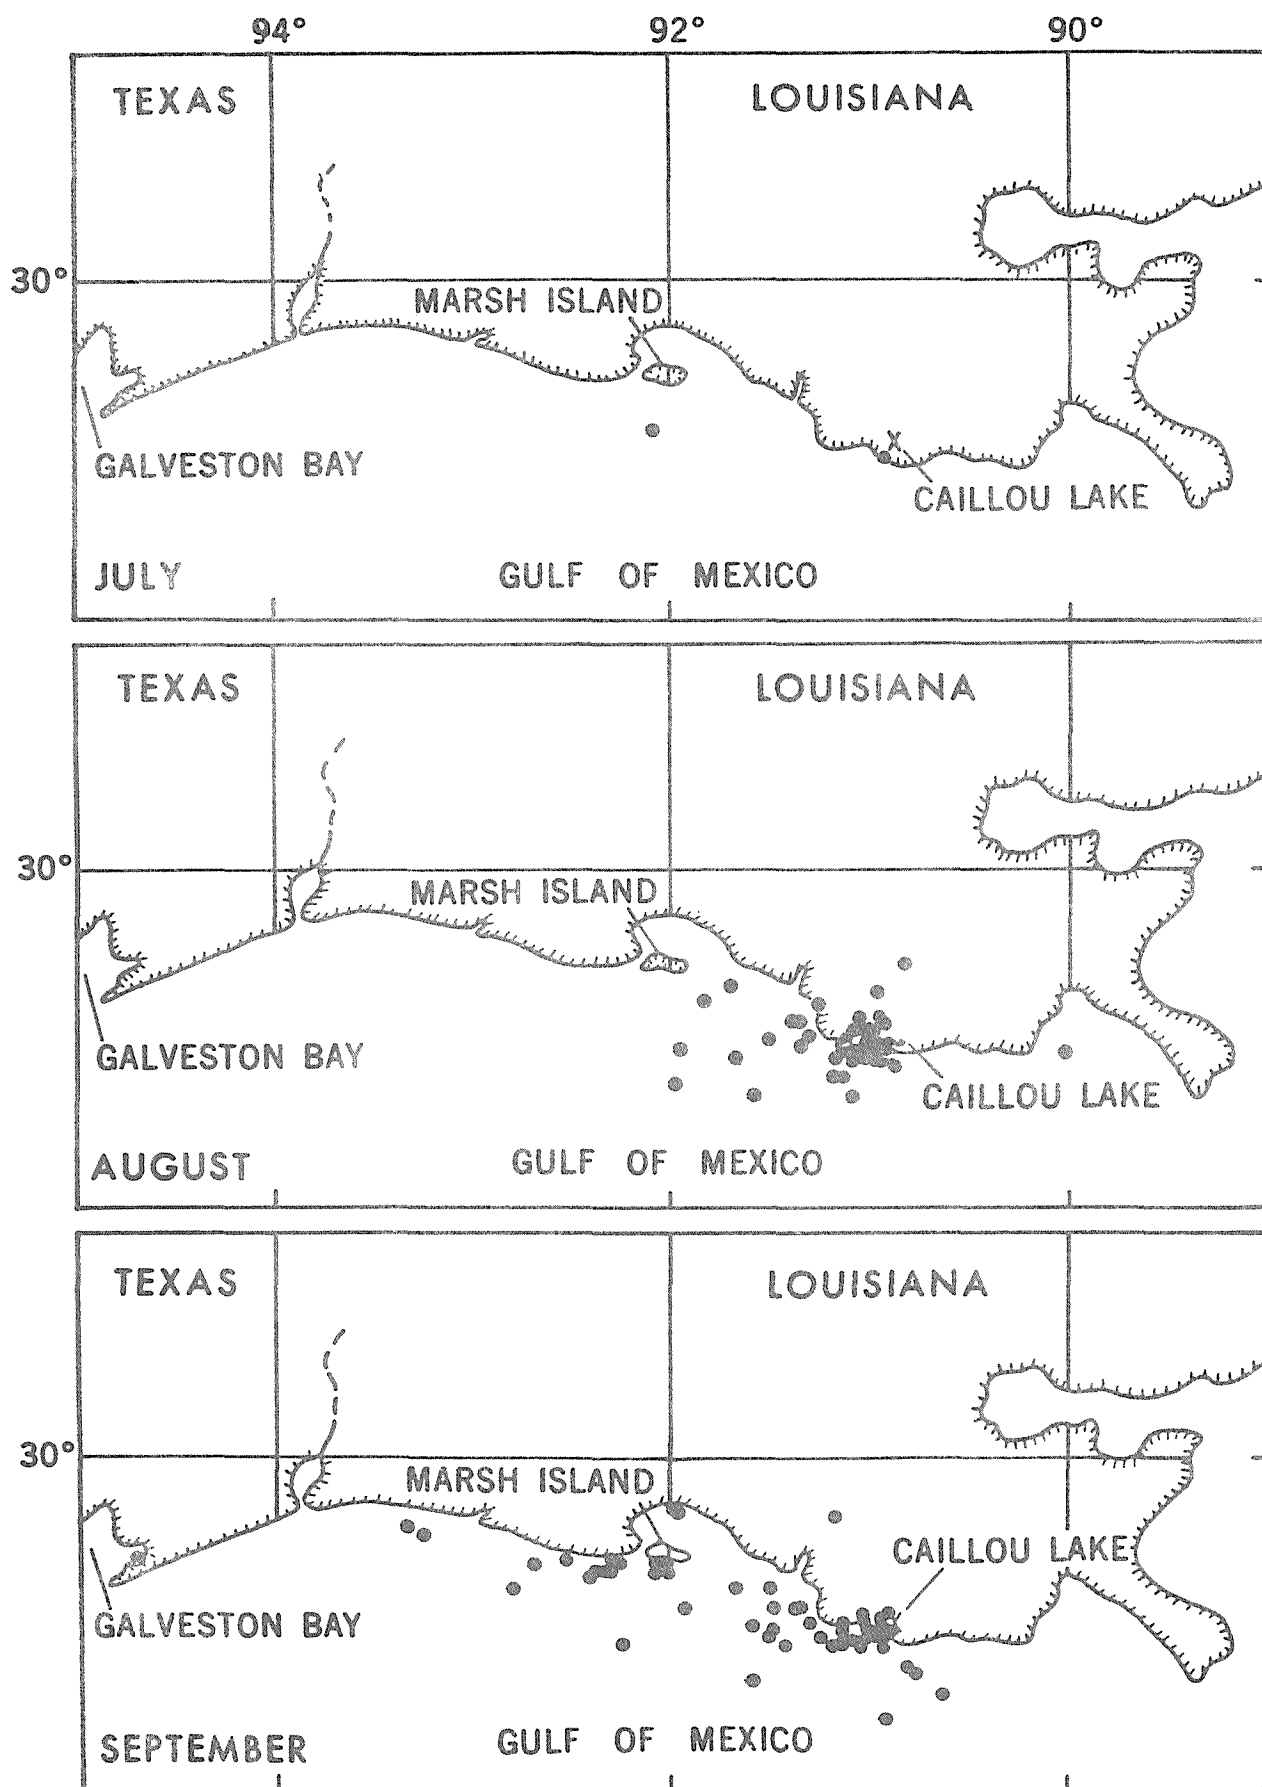 94° 92° 90°
TEXAS LOUISIANA
30°
MARSH ISLAND
GALVESTON BAY
X
CAILLOU LAKE
JULY GULF OF MEXICO
TEXAS LOUISIANA
30°
MARSH ISLAND
GALVESTON BAY
CAILLOU LAKE
AUGUST GULF OF MEXICO
TEXAS LOUISIANA
30°
MARSH ISLAND
CAILLOU LAKE
GALVESTON BAY
SEPTEMBER GULF OF MEXICO